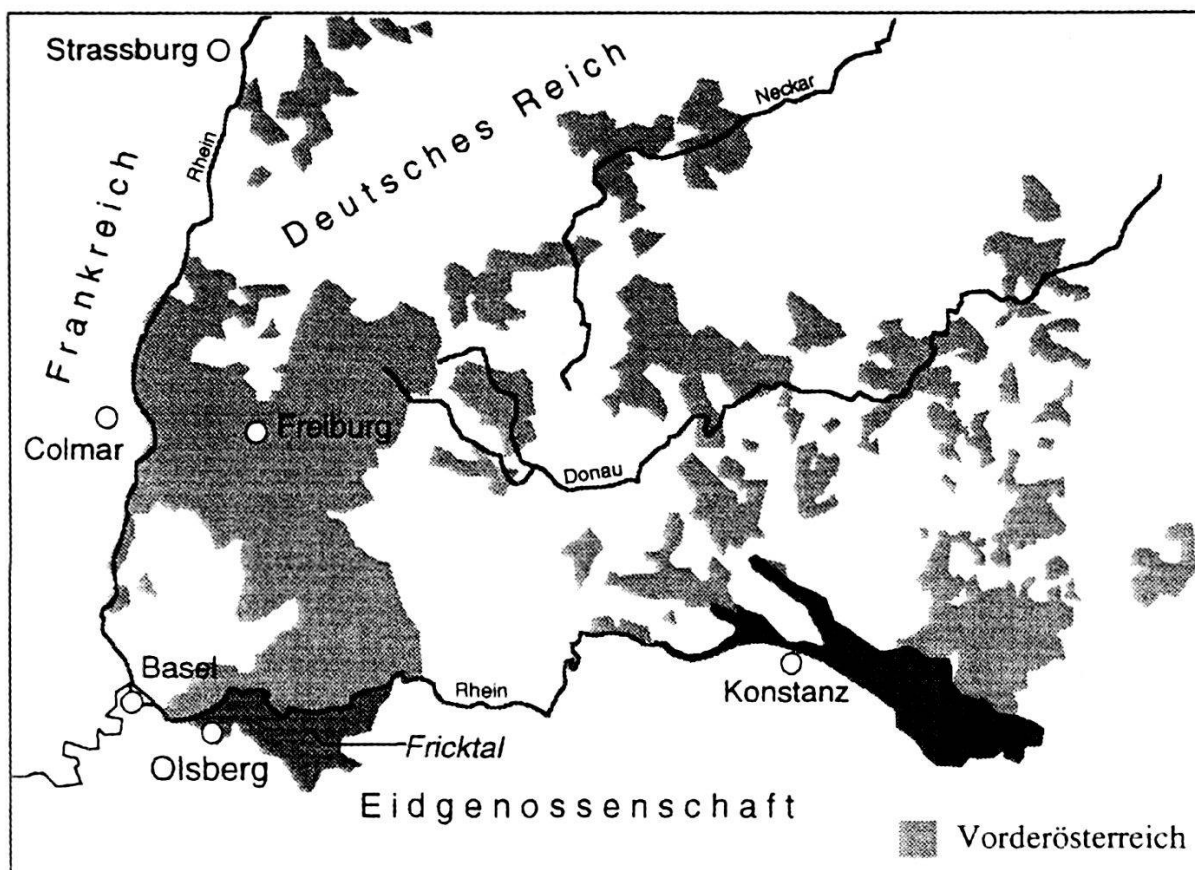 Strassburg
Deutsches Reich
Neckar
Rhein
Frankreich
Colmar
Freiburg
Donau
Basel
Rhein
Konstanz
Olsberg
Fricktal
Eidgenossenschaft
Vorderösterreich